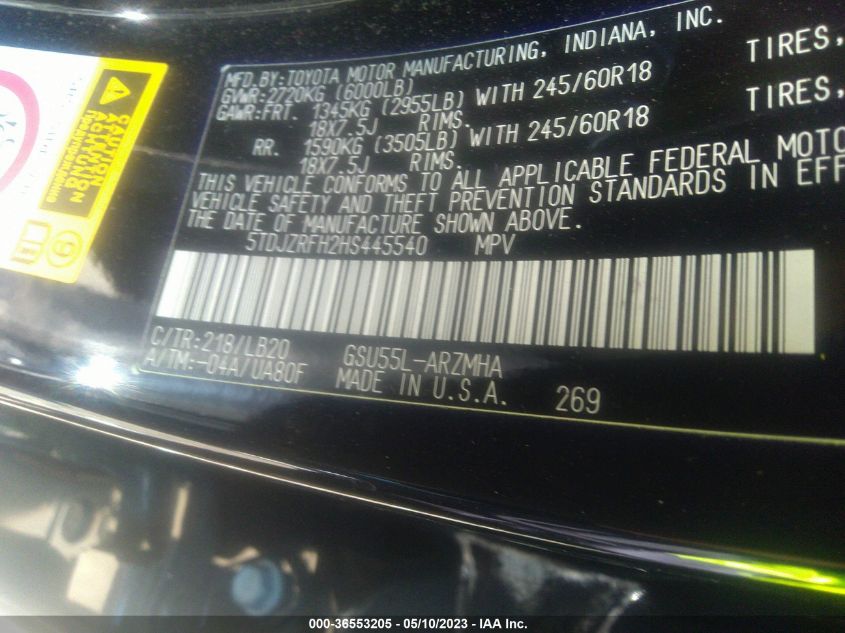 MFD.BY:TOYOTA MOTOR MANUFACTURING, INDIANA, INC.
GVWR:2720KG (6000LB)
GAWR:FRT. 1345KG (2955LB) WITH 245/60R18 TIRES,
18X7.5J RIMS.
RR. 1590KG (3505LB) WITH 245/60R18 TIRES,
18X7.5J RIMS.
THIS VEHICLE CONFORMS TO ALL APPLICABLE FEDERAL MOTO
VEHICLE SAFETY AND THEFT PREVENTION STANDARDS IN EFF
THE DATE OF MANUFACTURE SHOWN ABOVE.
5TDJZRFH2HS445540 MPV
C/TR:218/LB20 GSU55L-ARZMHA
A/TM:-04A/UA80F MADE IN U.S.A. 269
CAUTION
000-36553205 - 05/10/2023 - IAA Inc.